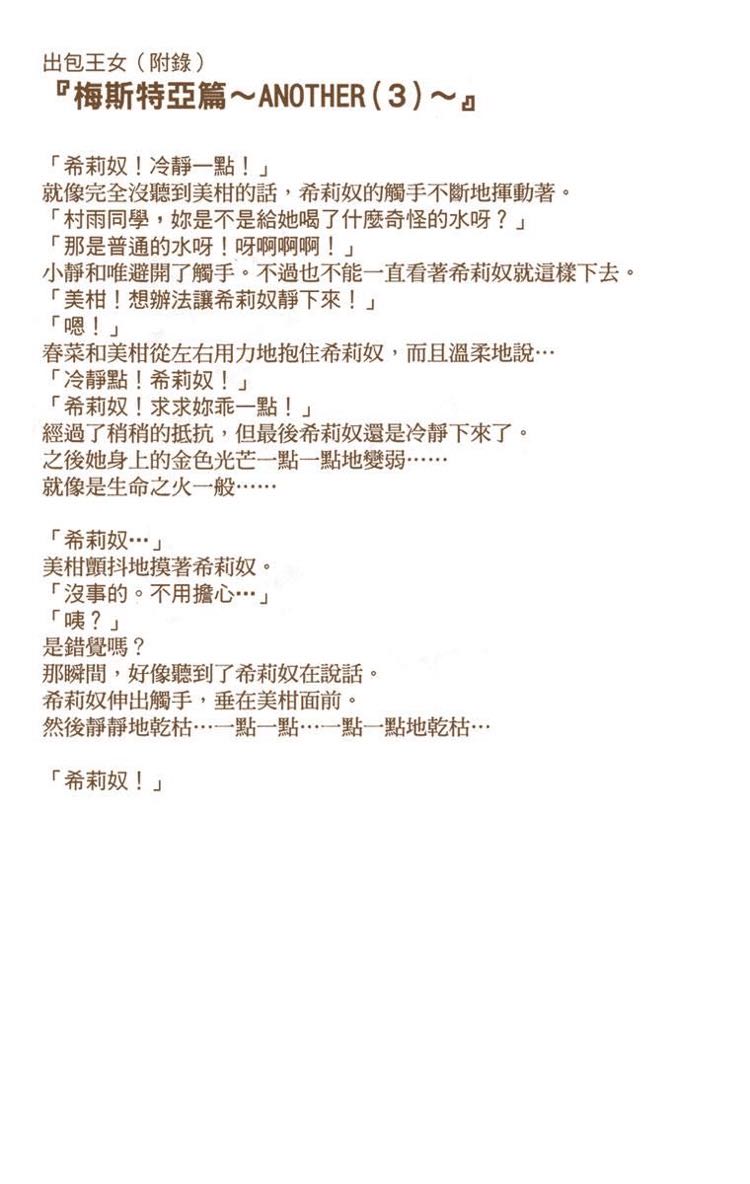 出包王女（附錄）
『梅斯特亞篇～ANOTHER(３)～』
「希莉奴！冷靜一點！」
就像完全沒聽到美柑的話，希莉奴的觸手不斷地揮動著。
「村雨同學，妳是不是給她喝了什麼奇怪的水呀？」
「那是普通的水呀！呀啊啊啊！」
小靜和唯避開了觸手。不過也不能一直看著希莉奴就這樣下去。
「美柑！想辦法讓希莉奴靜下來！」
「嗯！」
春菜和美柑從左右用力地抱住希莉奴，而且溫柔地說…
「冷靜點！希莉奴！」
「希莉奴！求求妳乖一點！」
經過了稍稍的抵抗，但最後希莉奴還是冷靜下來了。
之後她身上的金色光芒一點一點地變弱……
就像是生命之火一般……
「希莉奴…」
美柑顫抖地摸著希莉奴。
「沒事的。不用擔心…」
「咦？」
是錯覺嗎？
那瞬間，好像聽到了希莉奴在說話。
希莉奴伸出觸手，垂在美柑面前。
然後靜靜地乾枯…一點一點…一點一點地乾枯…
「希莉奴！」